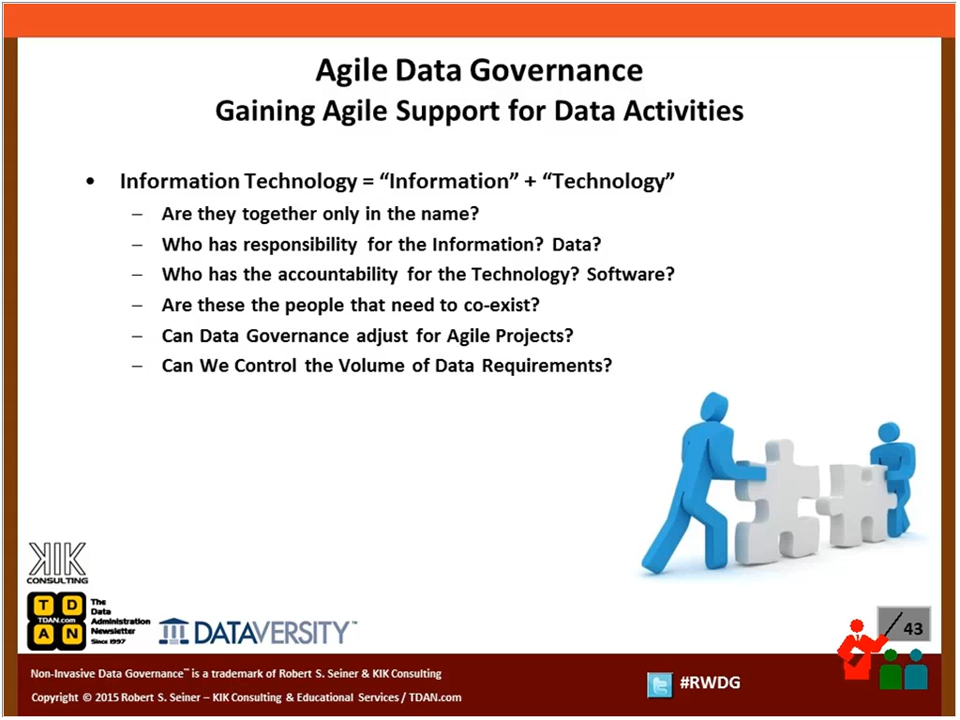 Agile Data Governance
Gaining Agile Support for Data Activities
• Information Technology = “Information” + “Technology”
– Are they together only in the name?
– Who has responsibility for the Information? Data?
– Who has the accountability for the Technology? Software?
– Are these the people that need to co-exist?
– Can Data Governance adjust for Agile Projects?
– Can We Control the Volume of Data Requirements?
KIK
CONSULTING
T D
TDAN.com
A N
The
Data
Administration
Newsletter
Since 1997
DATAVERSITY™
43
Non-Invasive Data Governance™ is a trademark of Robert S. Seiner & KIK Consulting
Copyright © 2015 Robert S. Seiner – KIK Consulting & Educational Services / TDAN.com
#RWDG